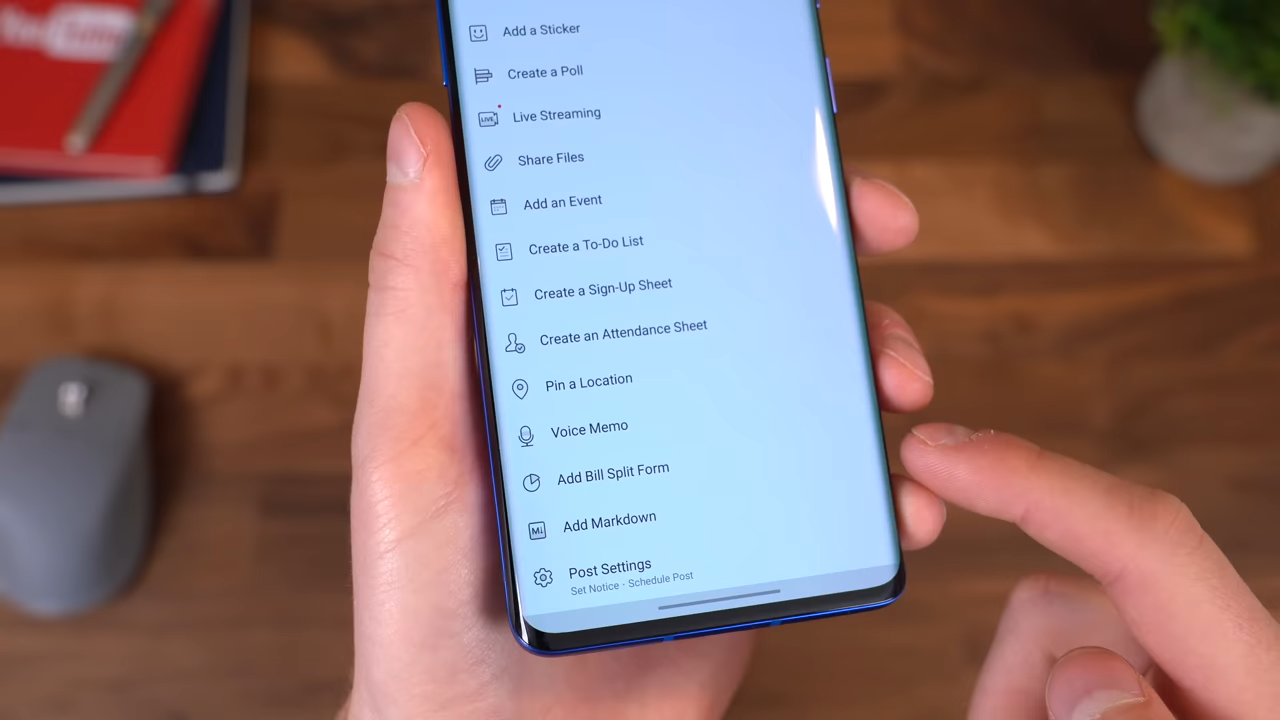 Add a Sticker
Create a Poll
LIVE
Live Streaming
Share Files
Add an Event
Create a To-Do List
Create a Sign-Up Sheet
Create an Attendance Sheet
Pin a Location
Voice Memo
Add Bill Split Form
M↓
Add Markdown
Post Settings
Set Notice · Schedule Post